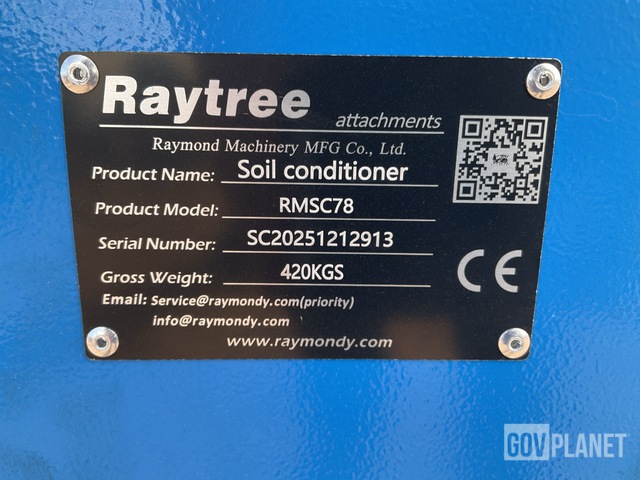 Raytree
attachments
Raymond Machinery MFG Co., Ltd.
Product Name: Soil conditioner
Product Model: RMSC78
Serial Number: SC20251212913
Gross Weight: 420KGS
Email: Service@raymondy.com(priority)
info@raymondy.com
www.raymondy.com
CE
GOVPLANET